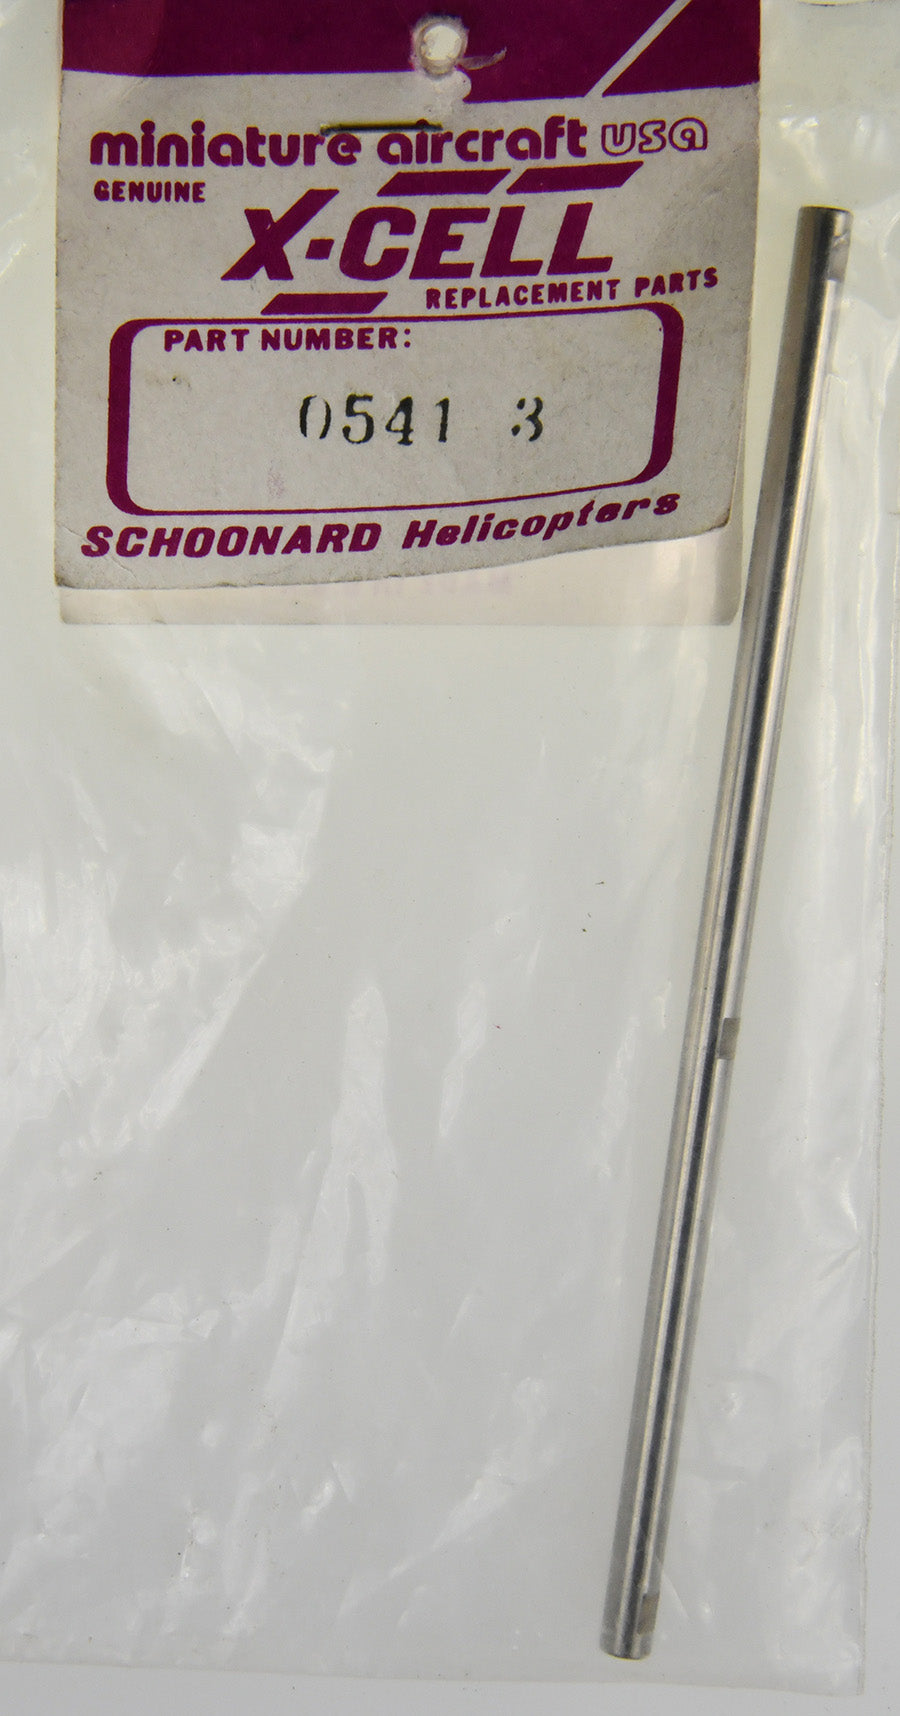 miniature aircraft USA
GENUINE
X-CELL
REPLACEMENT PARTS
PART NUMBER:
0541 3
SCHOONARD Helicopters